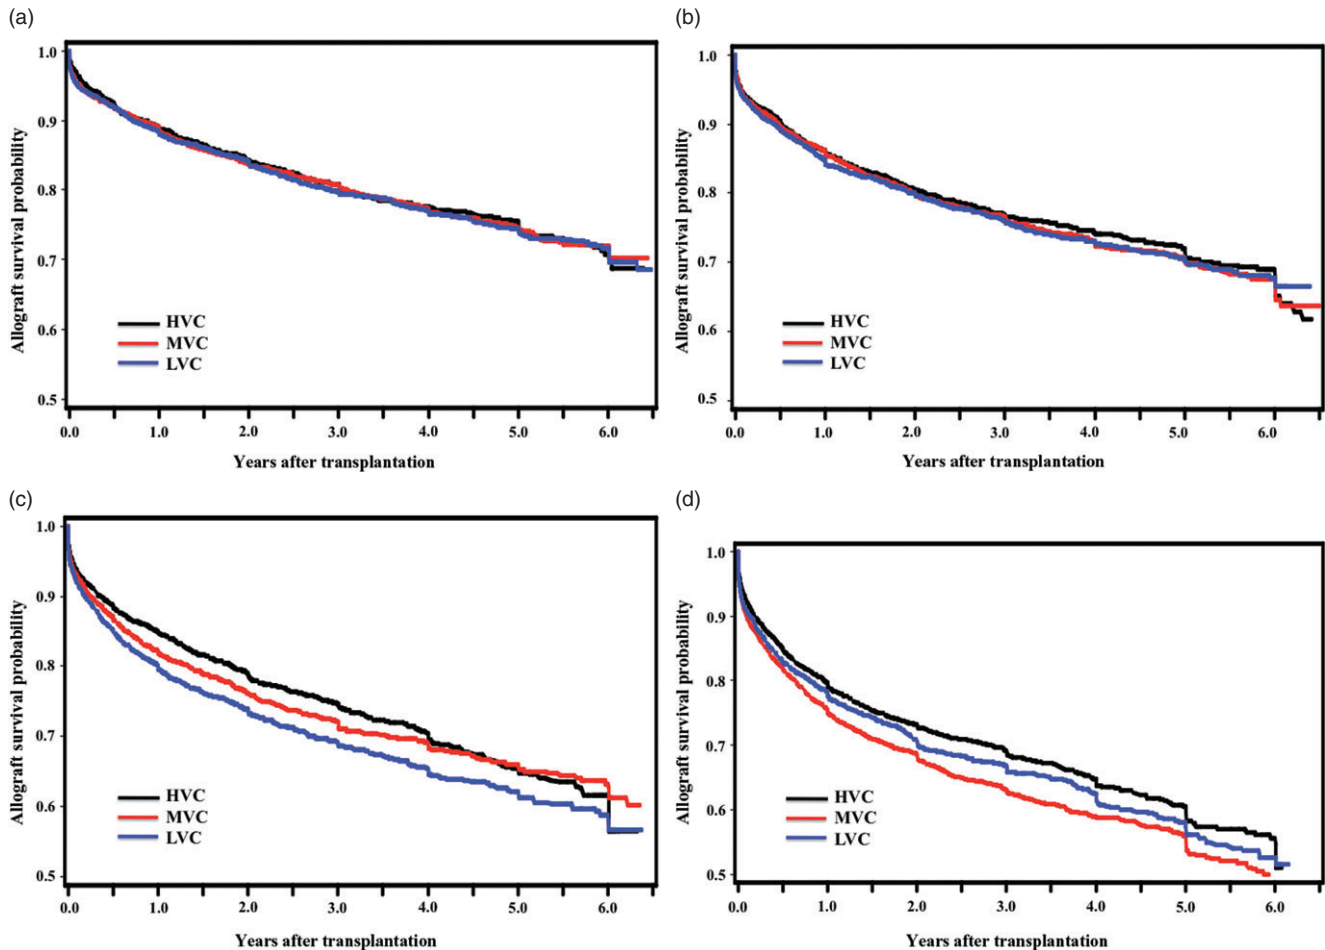 (a)
1.0
0.9
0.8
0.7
0.6
0.5
Allograft survival probability
HVC
MVC
LVC
0.0 1.0 2.0 3.0 4.0 5.0 6.0
Years after transplantation
(b)
1.0
0.9
0.8
0.7
0.6
0.5
Allograft survival probability
HVC
MVC
LVC
0.0 1.0 2.0 3.0 4.0 5.0 6.0
Years after transplantation
(c)
1.0
0.9
0.8
0.7
0.6
0.5
Allograft survival probability
HVC
MVC
LVC
0.0 1.0 2.0 3.0 4.0 5.0 6.0
Years after transplantation
(d)
1.0
0.9
0.8
0.7
0.6
0.5
Allograft survival probability
HVC
MVC
LVC
0.0 1.0 2.0 3.0 4.0 5.0 6.0
Years after transplantation